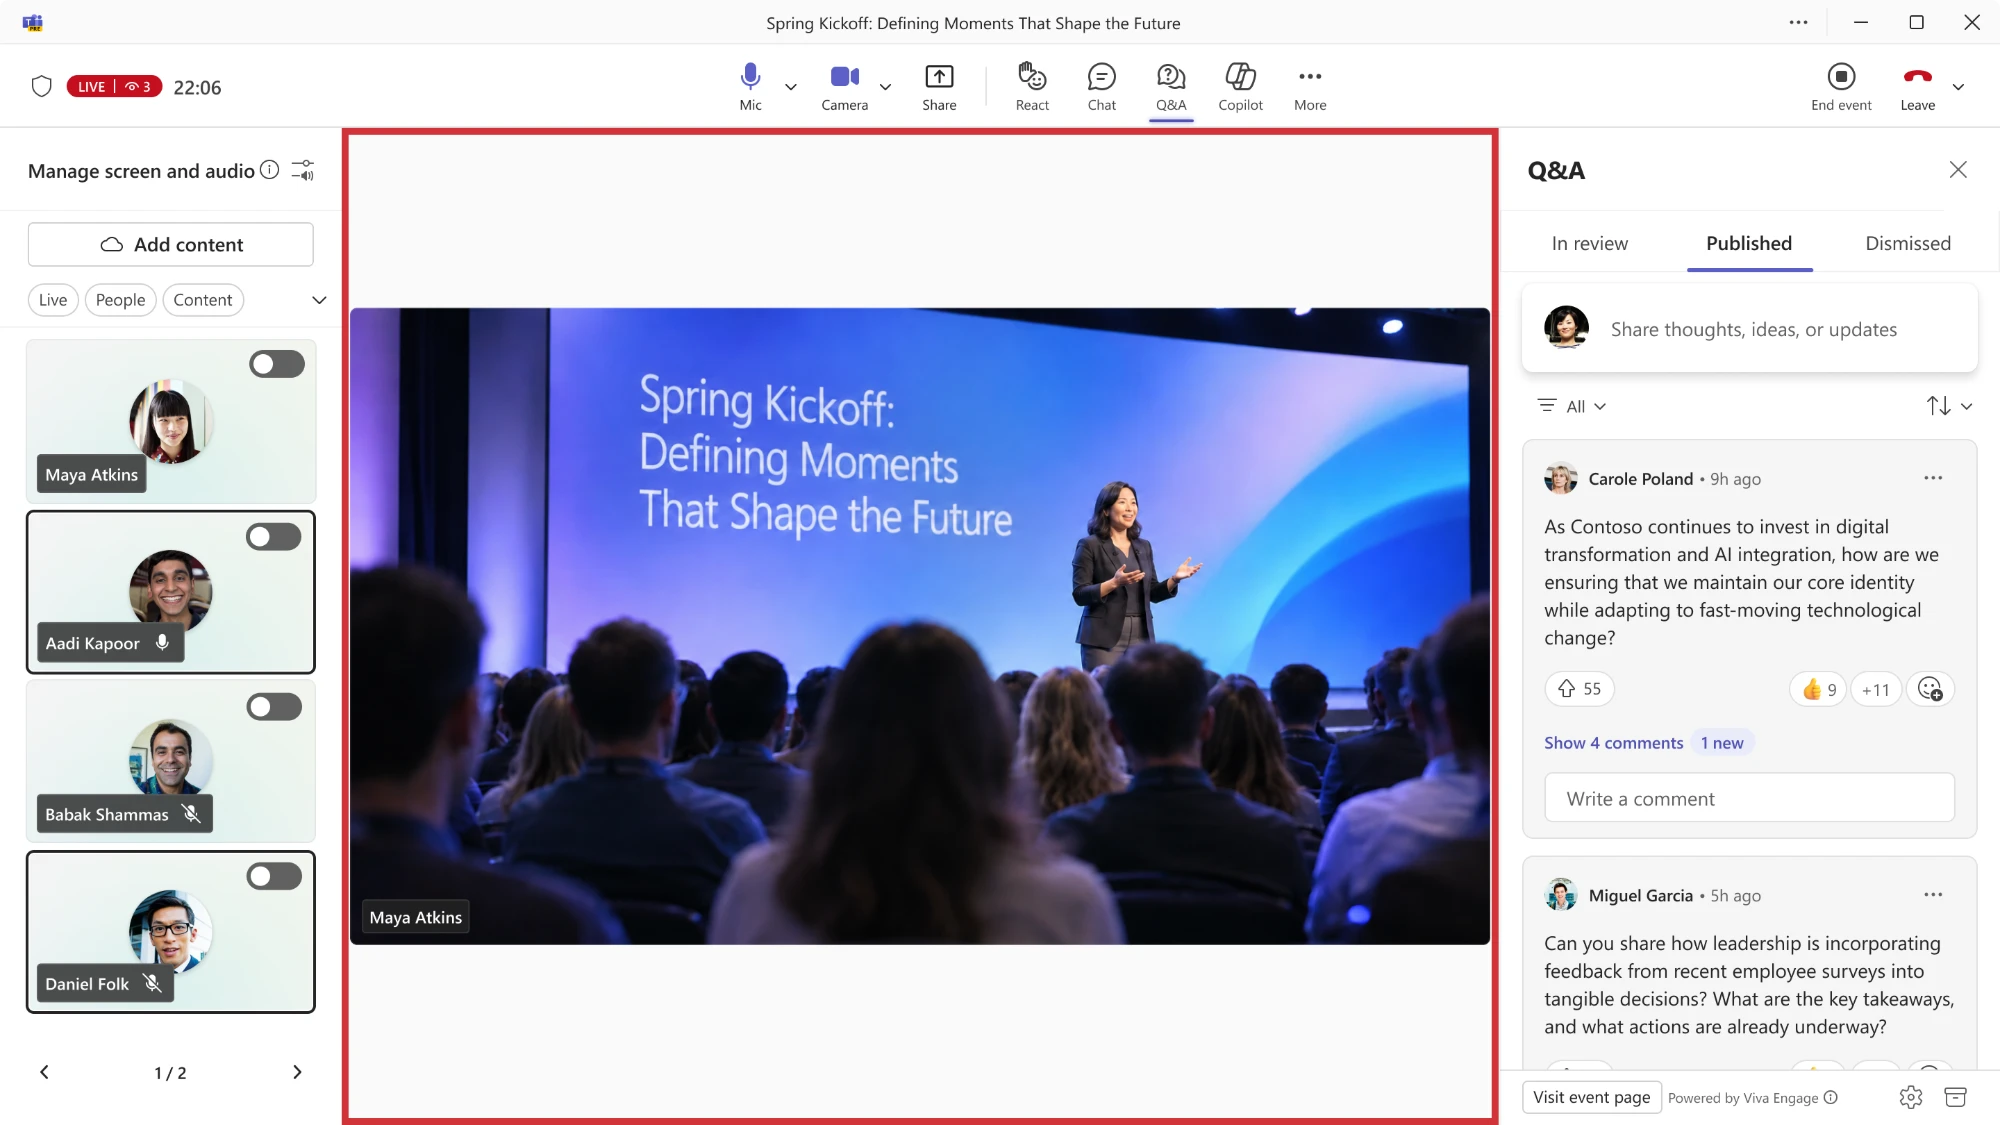 Spring Kickoff: Defining Moments That Shape the Future
LIVE | 3
22:06
Mic
Camera
Share
React
Chat
Q&A
Copilot
More
End event
Leave
Manage screen and audio
Add content
Live
People
Content
Maya Atkins
Aadi Kapoor
Babak Shammas
Daniel Folk
1 / 2
Spring Kickoff:
Defining Moments
That Shape the Future
Maya Atkins
Q&A
In review
Published
Dismissed
Share thoughts, ideas, or updates
All
Carole Poland • 9h ago
As Contoso continues to invest in digital
transformation and AI integration, how are we
ensuring that we maintain our core identity
while adapting to fast-moving technological
change?
55
9
+11
Show 4 comments
1 new
Write a comment
Miguel Garcia • 5h ago
Can you share how leadership is incorporating
feedback from recent employee surveys into
tangible decisions? What are the key takeaways,
and what actions are already underway?
Visit event page
Powered by Viva Engage